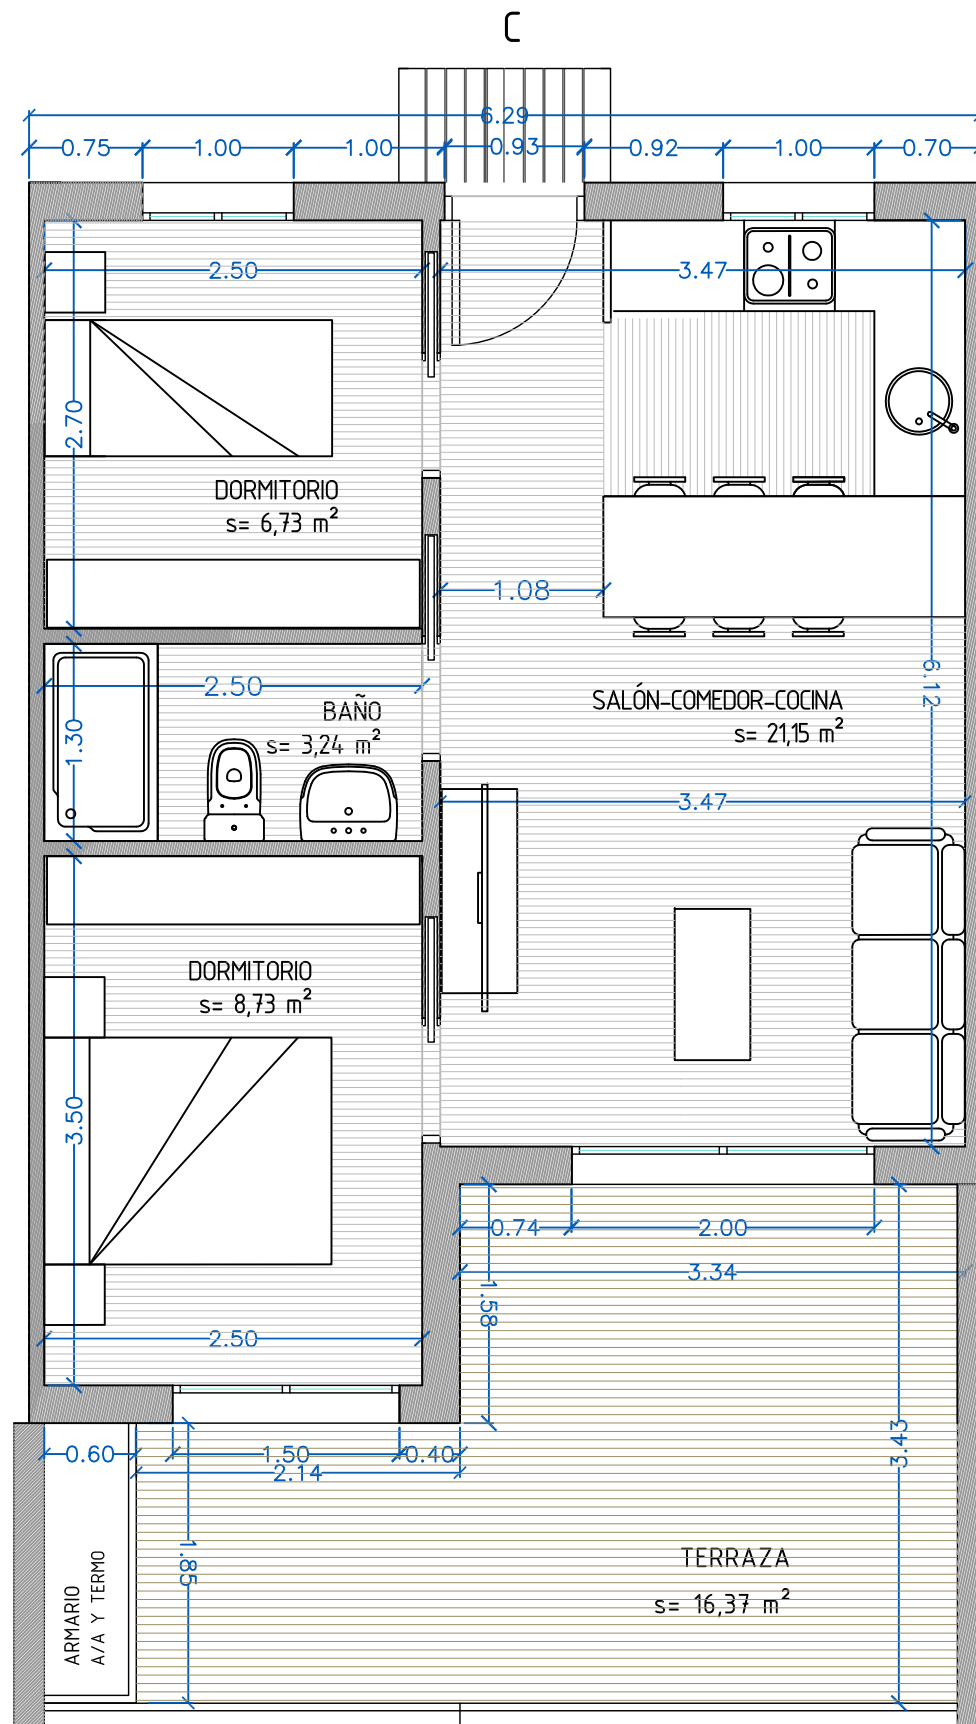 C
6.29
0.75
1.00
1.00
0.93
0.92
1.00
0.70
2.50
3.47
2.70
DORMITORIO
s= 6,73 m²
1.08
6.12
2.50
BAÑO
s= 3,24 m²
1.30
SALÓN-COMEDOR-COCINA
s= 21,15 m²
3.47
DORMITORIO
s= 8,73 m²
3.50
0.74
2.00
3.34
1.58
2.50
3.43
0.60
1.50
0.40
2.14
1.85
TERRAZA
s= 16,37 m²
ARMARIO
A/A Y TERMO